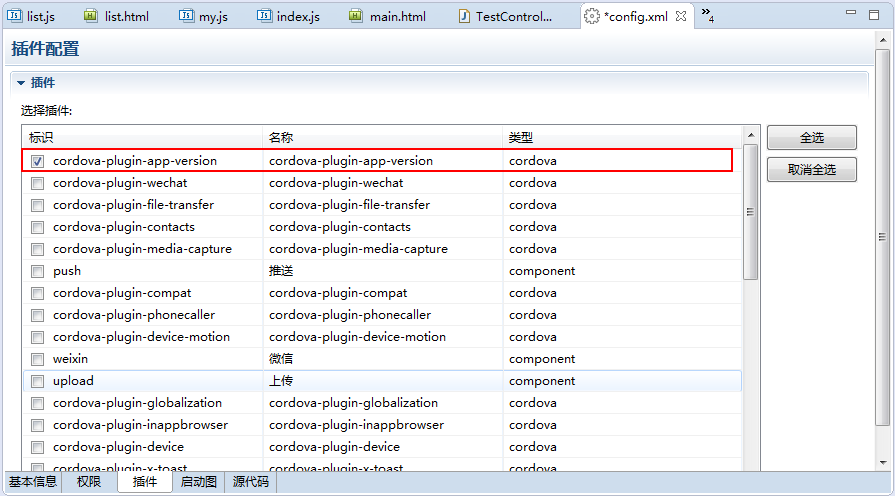 list.js list.html my.js index.js main.html TestControl... *config.xml »4
插件配置
插件
选择插件:
标识 名称 类型
全选
cordova-plugin-app-version cordova-plugin-app-version cordova
取消全选
cordova-plugin-wechat cordova-plugin-wechat cordova
cordova-plugin-file-transfer cordova-plugin-file-transfer cordova
cordova-plugin-contacts cordova-plugin-contacts cordova
cordova-plugin-media-capture cordova-plugin-media-capture cordova
push 推送 component
cordova-plugin-compat cordova-plugin-compat cordova
cordova-plugin-phonecaller cordova-plugin-phonecaller cordova
cordova-plugin-device-motion cordova-plugin-device-motion cordova
weixin 微信 component
upload 上传 component
cordova-plugin-globalization cordova-plugin-globalization cordova
cordova-plugin-inappbrowser cordova-plugin-inappbrowser cordova
cordova-plugin-device cordova-plugin-device cordova
cordova-plugin-x-toast cordova-plugin-x-toast cordova
基本信息 权限 插件 启动图 源代码